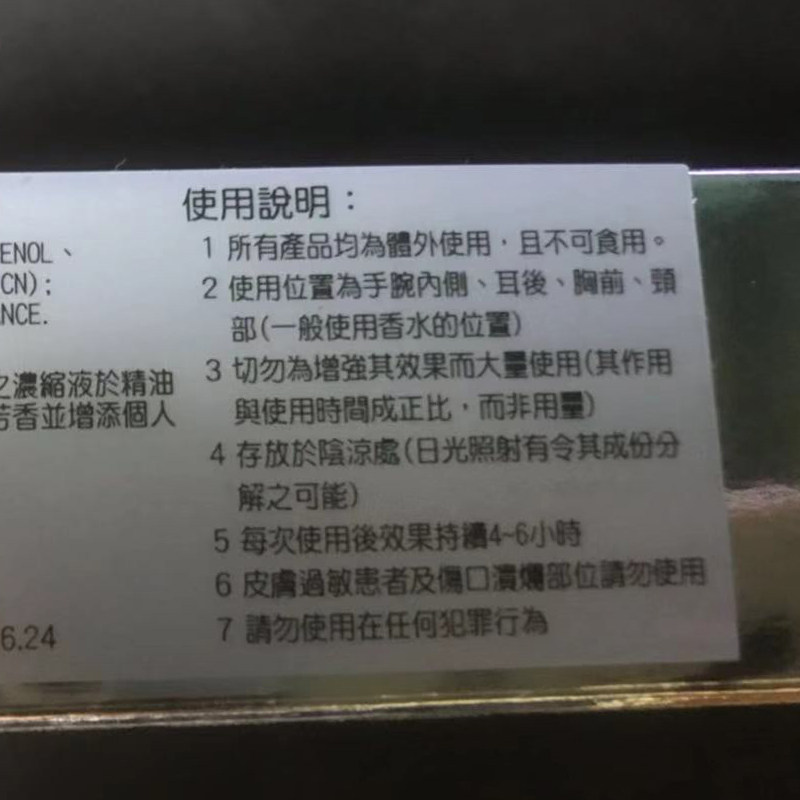 ENOL、
CN);
NCE.
之濃縮液於精油
芳香並增添個人
6.24
使用說明：
1 所有產品均為體外使用，且不可食用。
2 使用位置為手腕內側、耳後、胸前、頸
部(一般使用香水的位置)
3 切勿為增強其效果而大量使用(其作用
與使用時間成正比，而非用量)
4 存放於陰涼處(日光照射有令其成份分
解之可能)
5 每次使用後效果持續4~6小時
6 皮膚過敏患者及傷口潰爛部位請勿使用
7 請勿使用在任何犯罪行為